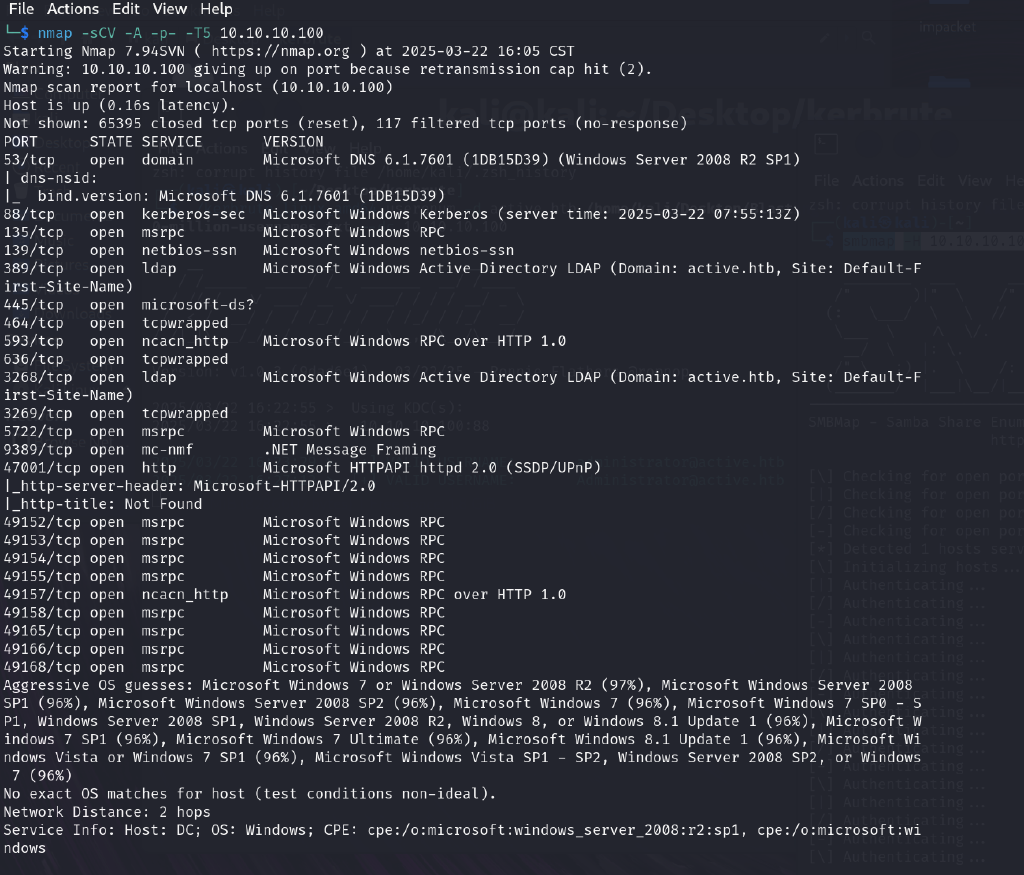 File Actions Edit View Help
└─$ nmap -sCV -A -p- -T5 10.10.10.100
Starting Nmap 7.94SVN ( https://nmap.org ) at 2025-03-22 16:05 CST
Warning: 10.10.10.100 giving up on port because retransmission cap hit (2).
Nmap scan report for localhost (10.10.10.100)
Host is up (0.16s latency).
Not shown: 65395 closed tcp ports (reset), 117 filtered tcp ports (no-response)
PORT STATE SERVICE VERSION
53/tcp open domain Microsoft DNS 6.1.7601 (1DB15D39) (Windows Server 2008 R2 SP1)
| dns-nsid:
|_ bind.version: Microsoft DNS 6.1.7601 (1DB15D39)
88/tcp open kerberos-sec Microsoft Windows Kerberos (server time: 2025-03-22 07:55:13Z)
135/tcp open msrpc Microsoft Windows RPC
139/tcp open netbios-ssn Microsoft Windows netbios-ssn
389/tcp open ldap Microsoft Windows Active Directory LDAP (Domain: active.htb, Site: Default-F
irst-Site-Name)
445/tcp open microsoft-ds?
464/tcp open tcpwrapped
593/tcp open ncacn_http Microsoft Windows RPC over HTTP 1.0
636/tcp open tcpwrapped
3268/tcp open ldap Microsoft Windows Active Directory LDAP (Domain: active.htb, Site: Default-F
irst-Site-Name)
3269/tcp open tcpwrapped
5722/tcp open msrpc Microsoft Windows RPC
9389/tcp open mc-nmf .NET Message Framing
47001/tcp open http Microsoft HTTPAPI httpd 2.0 (SSDP/UPnP)
|_http-server-header: Microsoft-HTTPAPI/2.0
|_http-title: Not Found
49152/tcp open msrpc Microsoft Windows RPC
49153/tcp open msrpc Microsoft Windows RPC
49154/tcp open msrpc Microsoft Windows RPC
49155/tcp open msrpc Microsoft Windows RPC
49157/tcp open ncacn_http Microsoft Windows RPC over HTTP 1.0
49158/tcp open msrpc Microsoft Windows RPC
49165/tcp open msrpc Microsoft Windows RPC
49166/tcp open msrpc Microsoft Windows RPC
49168/tcp open msrpc Microsoft Windows RPC
Aggressive OS guesses: Microsoft Windows 7 or Windows Server 2008 R2 (97%), Microsoft Windows Server 2008
SP1 (96%), Microsoft Windows Server 2008 SP2 (96%), Microsoft Windows 7 (96%), Microsoft Windows 7 SP0 - S
P1, Windows Server 2008 SP1, Windows Server 2008 R2, Windows 8, or Windows 8.1 Update 1 (96%), Microsoft W
indows 7 SP1 (96%), Microsoft Windows 7 Ultimate (96%), Microsoft Windows 8.1 Update 1 (96%), Microsoft Wi
ndows Vista or Windows 7 SP1 (96%), Microsoft Windows Vista SP1 - SP2, Windows Server 2008 SP2, or Windows
7 (96%)
No exact OS matches for host (test conditions non-ideal).
Network Distance: 2 hops
Service Info: Host: DC; OS: Windows; CPE: cpe:/o:microsoft:windows_server_2008:r2:sp1, cpe:/o:microsoft:wi
ndows